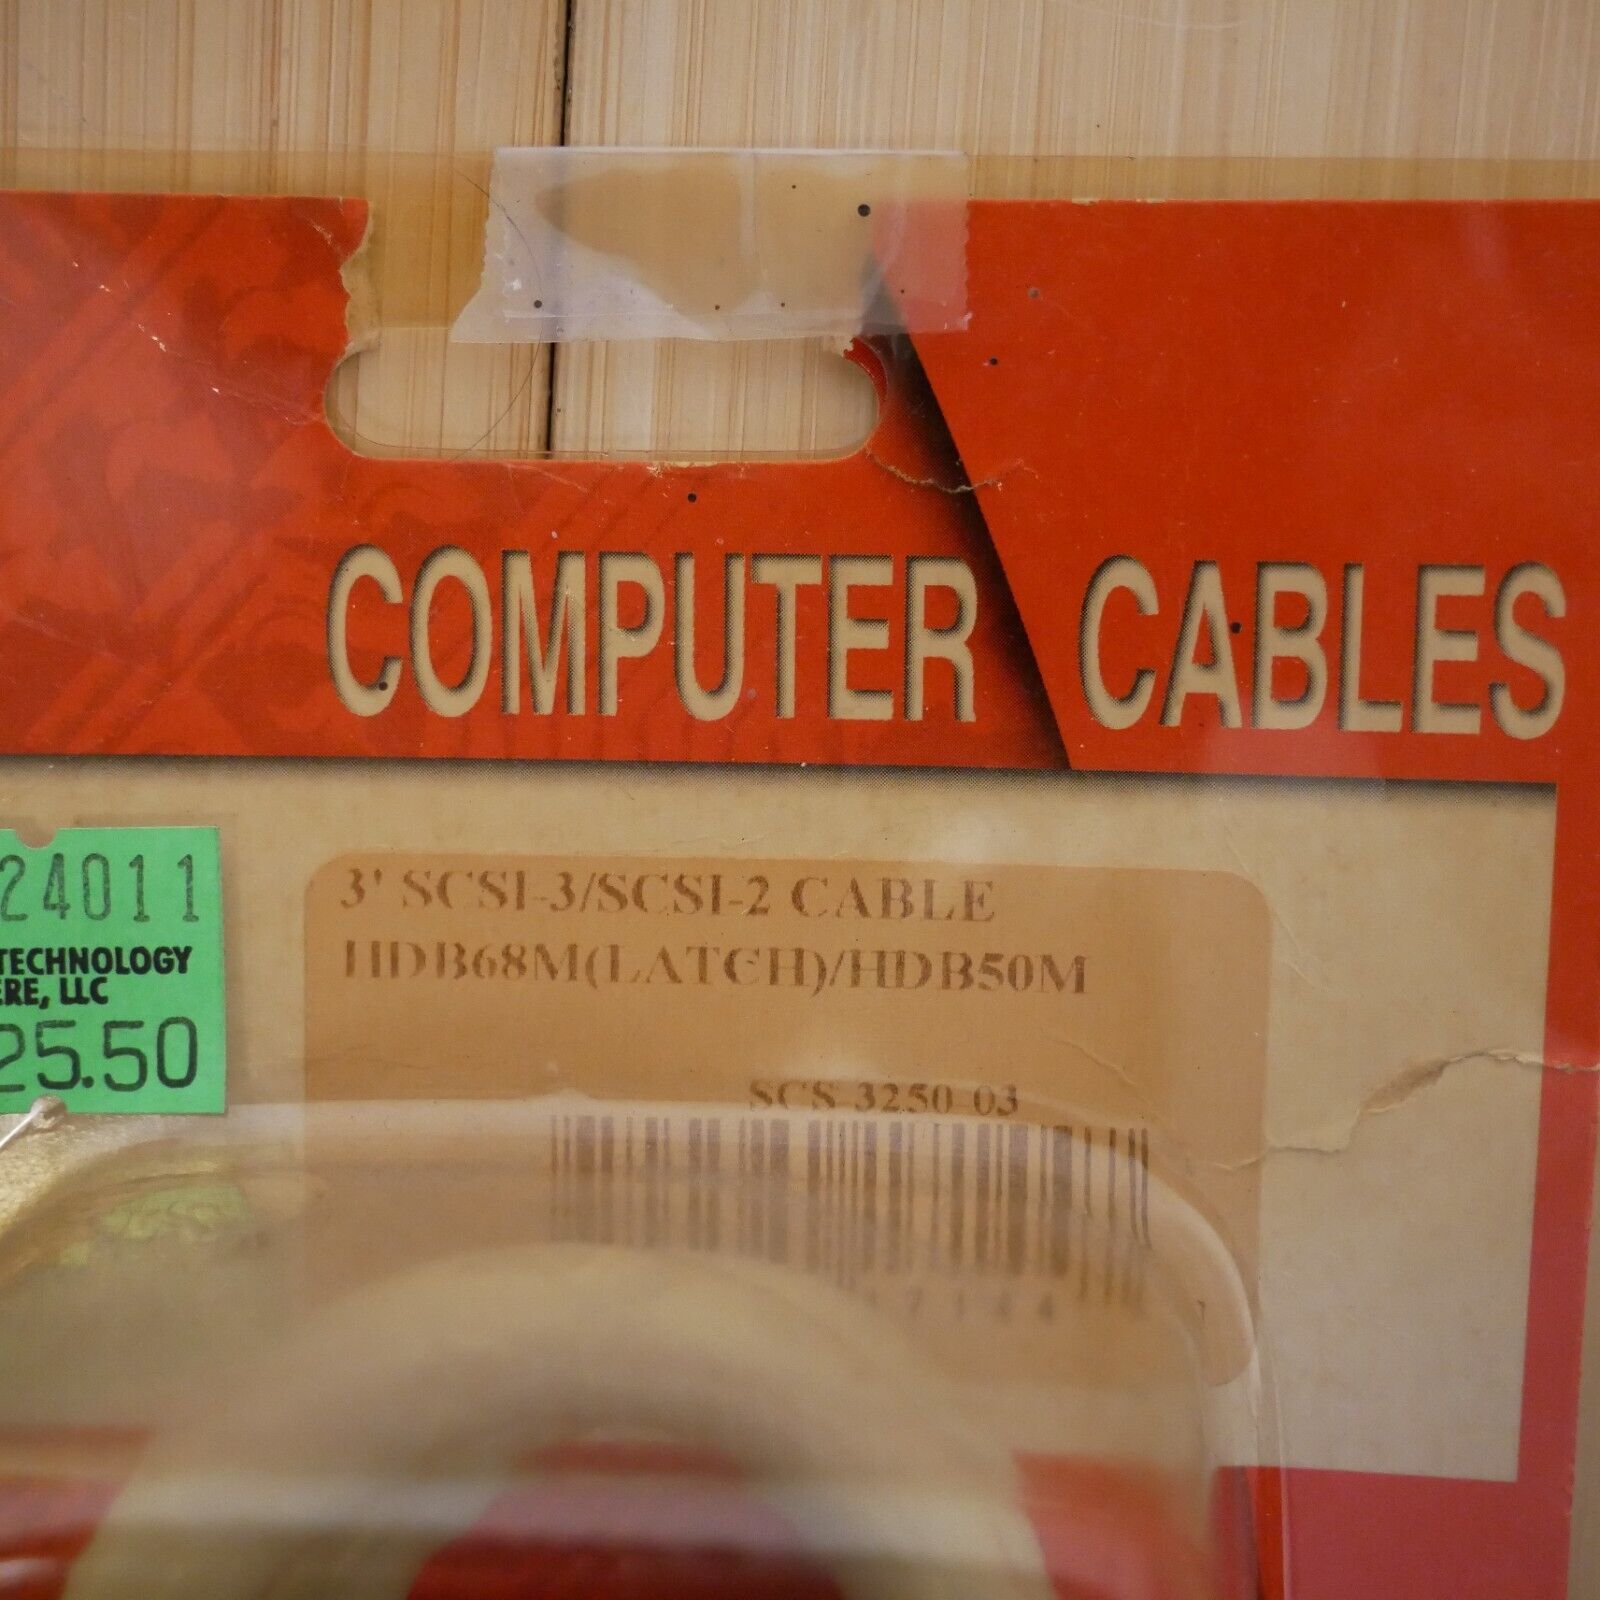 COMPUTER CABLES
24011
TECHNOLOGY
ERE, LLC
25.50
3' SCSI-3/SCSI-2 CABLE
HDB68M(LATCH)/HDB50M
SCS 3250 03